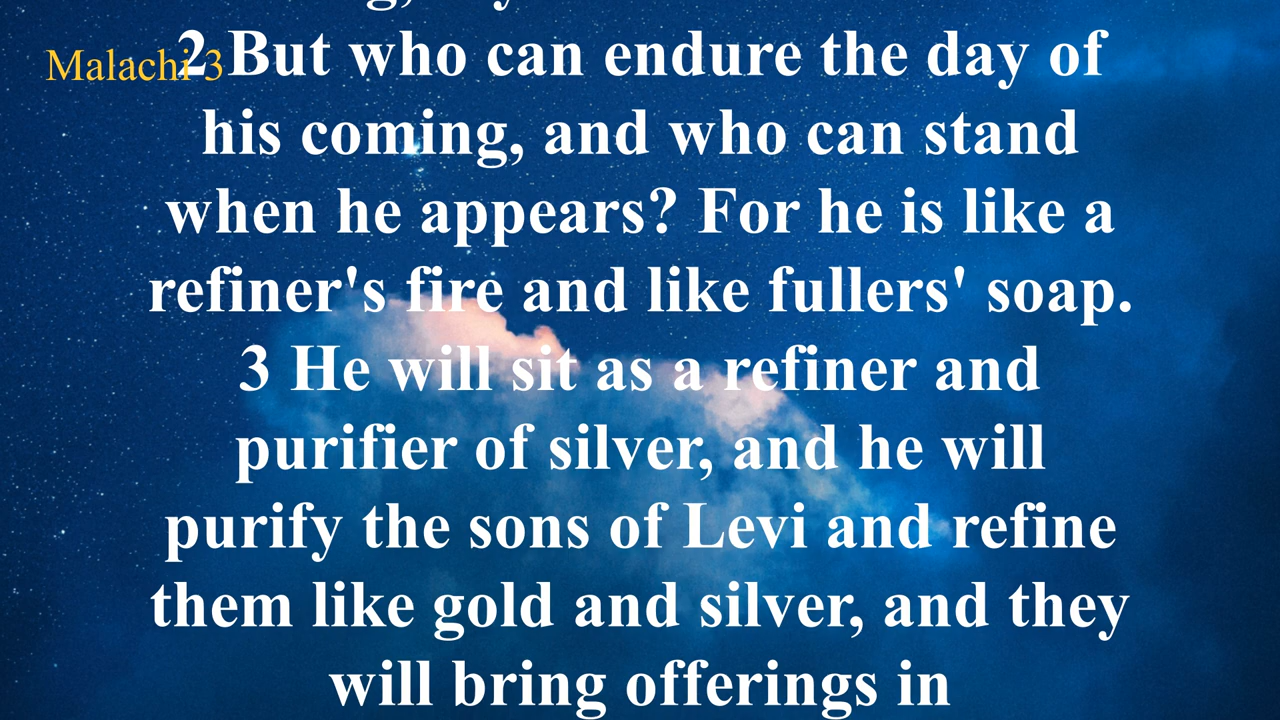 Malachi 3
2 But who can endure the day of
his coming, and who can stand
when he appears? For he is like a
refiner's fire and like fullers' soap.
3 He will sit as a refiner and
purifier of silver, and he will
purify the sons of Levi and refine
them like gold and silver, and they
will bring offerings in